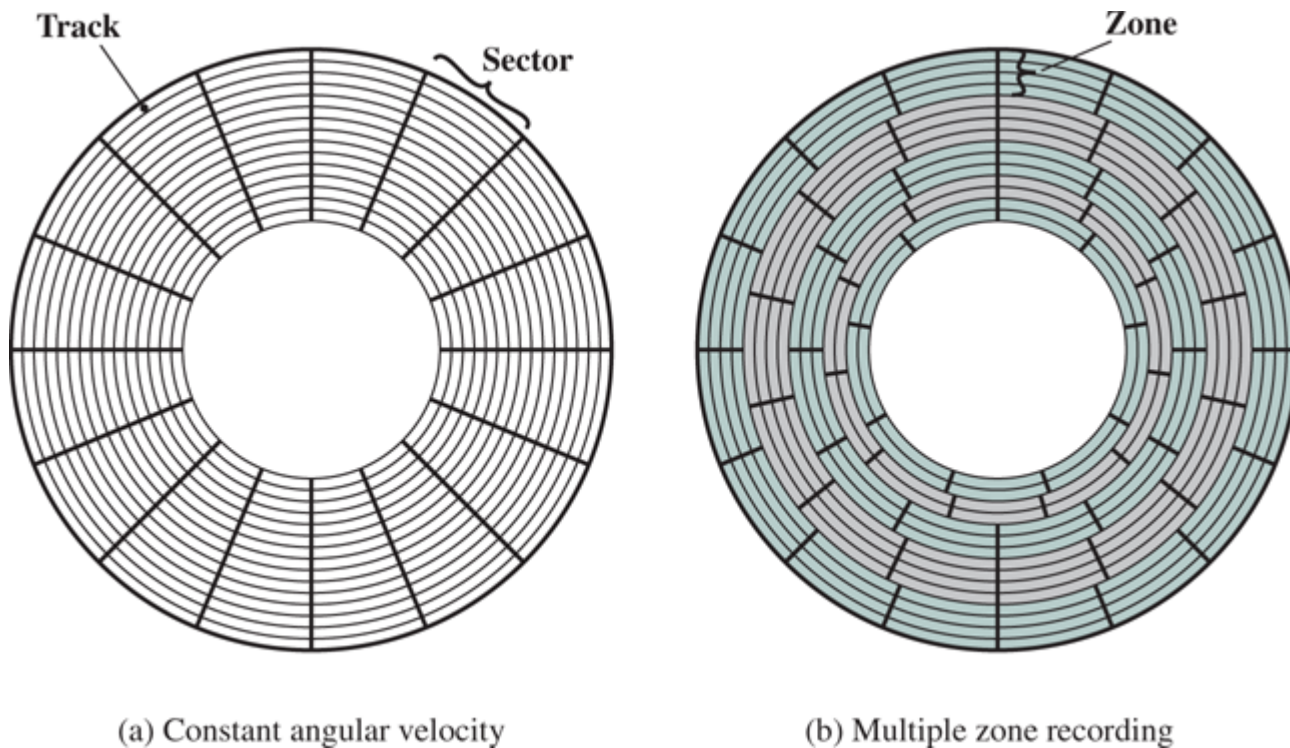 Track
Sector
Zone
(a) Constant angular velocity
(b) Multiple zone recording